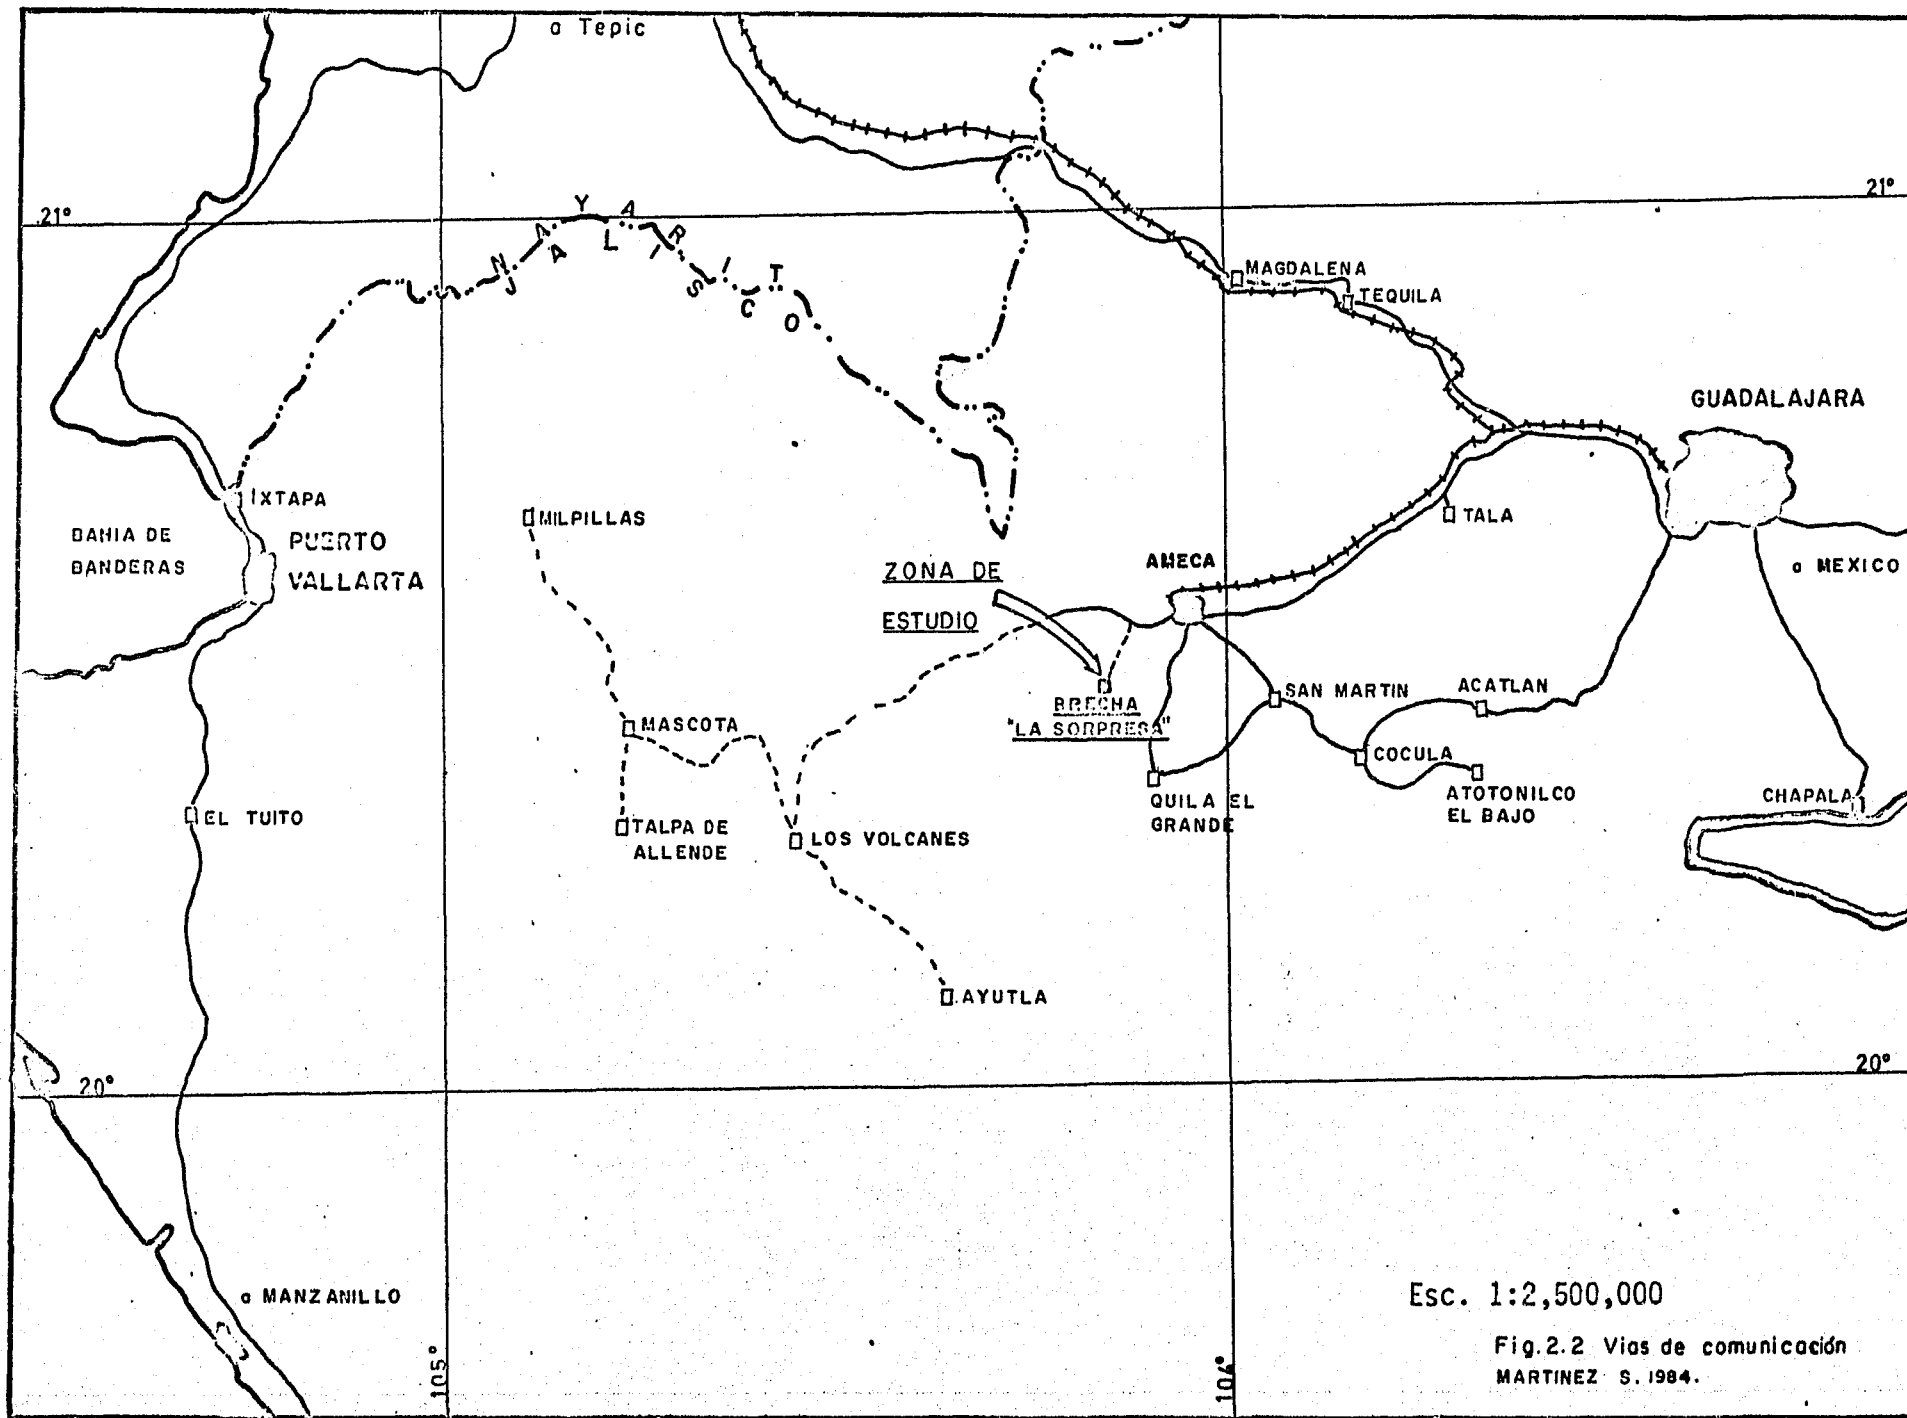 a Tepic
21°
21°
NAYARIT
JALISCO
MAGDALENA
TEQUILA
GUADALAJARA
IXTAPA
MILPILLAS
TALA
BAHIA DE
BANDERAS
PUERTO
VALLARTA
ZONA DE
ESTUDIO
AMECA
a MEXICO
BRECHA
"LA SORPRESA"
SAN MARTIN
ACATLAN
MASCOTA
COCULA
QUILA EL
GRANDE
ATOTONILCO
EL BAJO
CHAPALA
EL TUITO
TALPA DE
ALLENDE
LOS VOLCANES
AYUTLA
20°
20°
a MANZANILLO
105°
104°
Esc. 1:2,500,000
Fig.2.2 Vias de comunicación
MARTINEZ S. 1984.